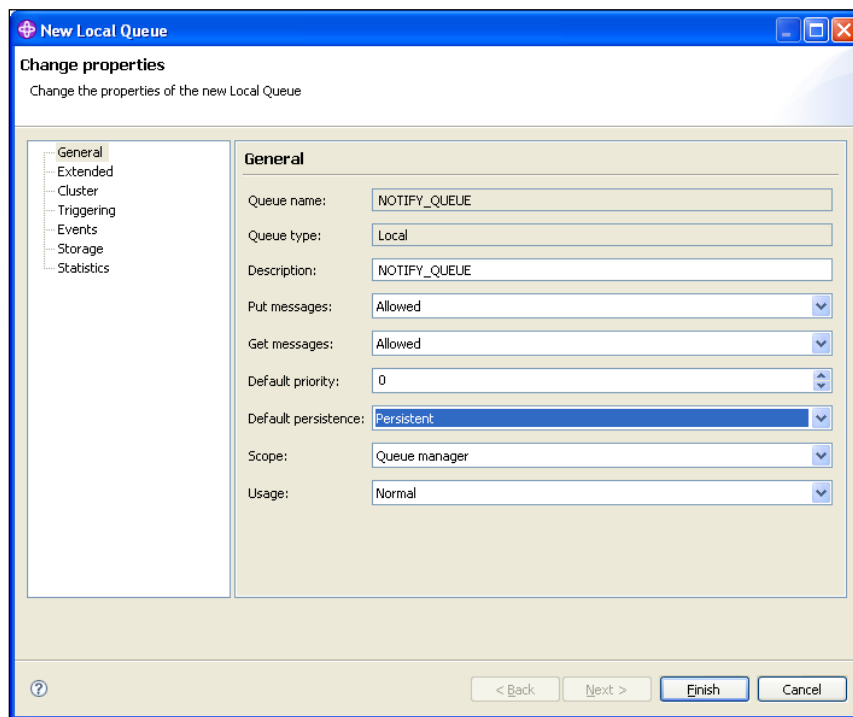 New Local Queue
Change properties
Change the properties of the new Local Queue
General
Extended
Cluster
Triggering
Events
Storage
Statistics
General
Queue name: NOTIFY_QUEUE
Queue type: Local
Description: NOTIFY_QUEUE
Put messages: Allowed
Get messages: Allowed
Default priority: 0
Default persistence: Persistent
Scope: Queue manager
Usage: Normal
? < Back Next > Finish Cancel